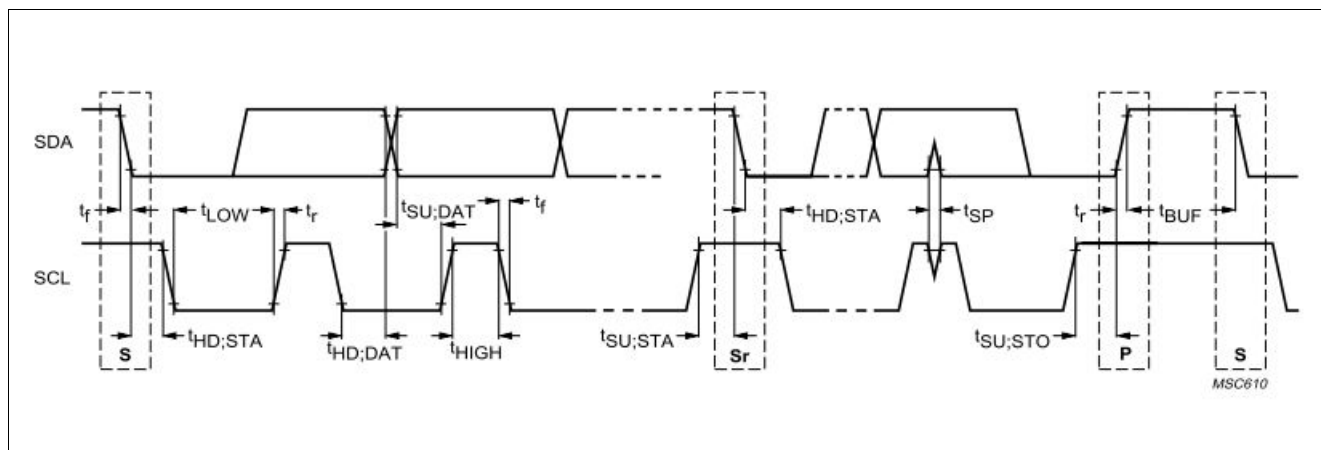 SDA
tf
tLOW
tr
tSU;DAT
tf
tHD;STA
tSP
tr
tBUF
SCL
tHD;STA
tHD;DAT
tHIGH
tSU;STA
tSU;STO
S
Sr
P
S
MSC610